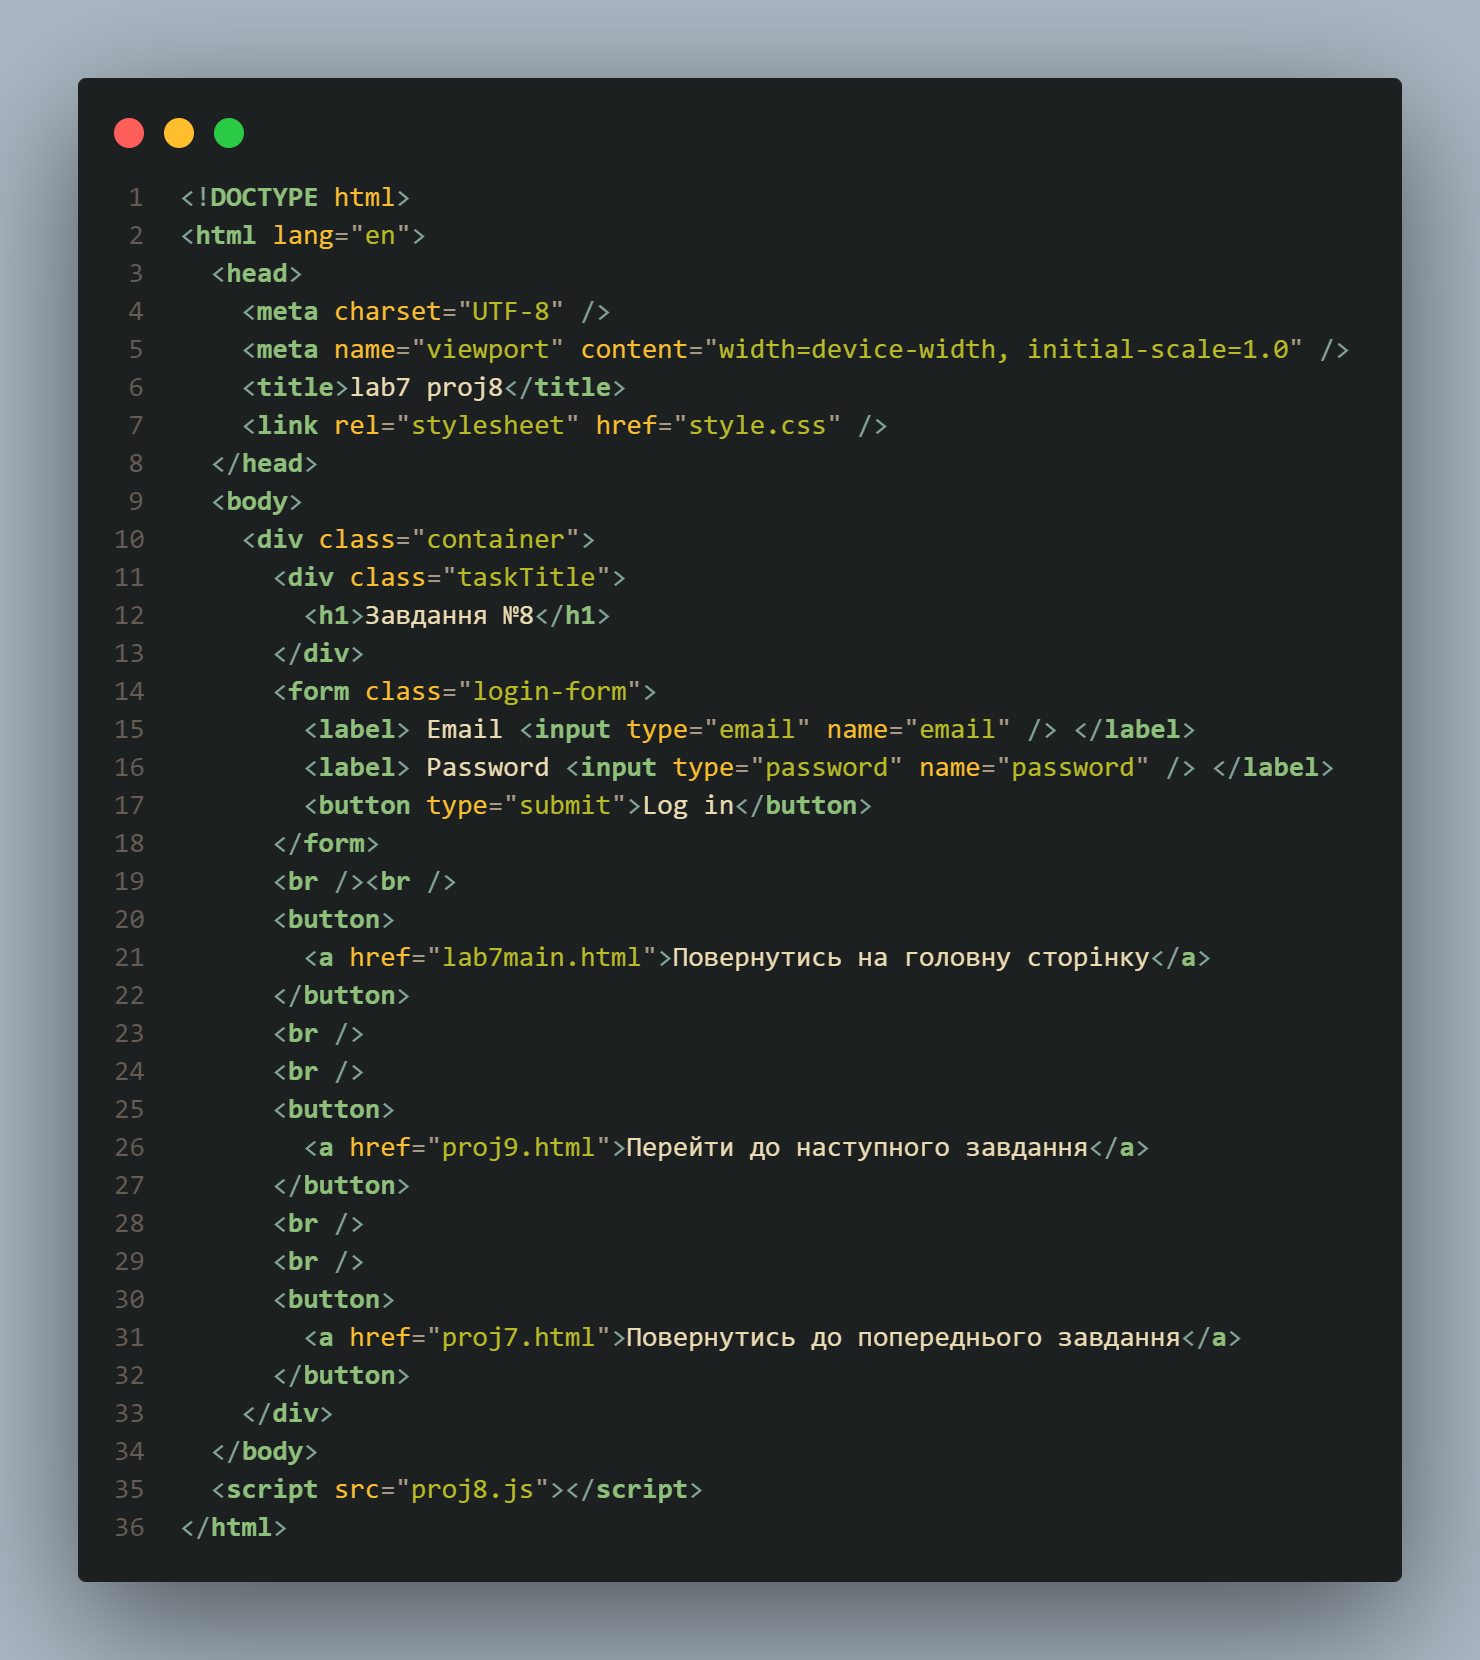 1 <!DOCTYPE html>
2 <html lang="en">
3   <head>
4     <meta charset="UTF-8" />
5     <meta name="viewport" content="width=device-width, initial-scale=1.0" />
6     <title>lab7 proj8</title>
7     <link rel="stylesheet" href="style.css" />
8   </head>
9   <body>
10     <div class="container">
11       <div class="taskTitle">
12         <h1>Завдання №8</h1>
13       </div>
14       <form class="login-form">
15         <label> Email <input type="email" name="email" /> </label>
16         <label> Password <input type="password" name="password" /> </label>
17         <button type="submit">Log in</button>
18       </form>
19       <br /><br />
20       <button>
21         <a href="lab7main.html">Повернутись на головну сторінку</a>
22       </button>
23       <br />
24       <br />
25       <button>
26         <a href="proj9.html">Перейти до наступного завдання</a>
27       </button>
28       <br />
29       <br />
30       <button>
31         <a href="proj7.html">Повернутись до попереднього завдання</a>
32       </button>
33     </div>
34   </body>
35   <script src="proj8.js"></script>
36 </html>